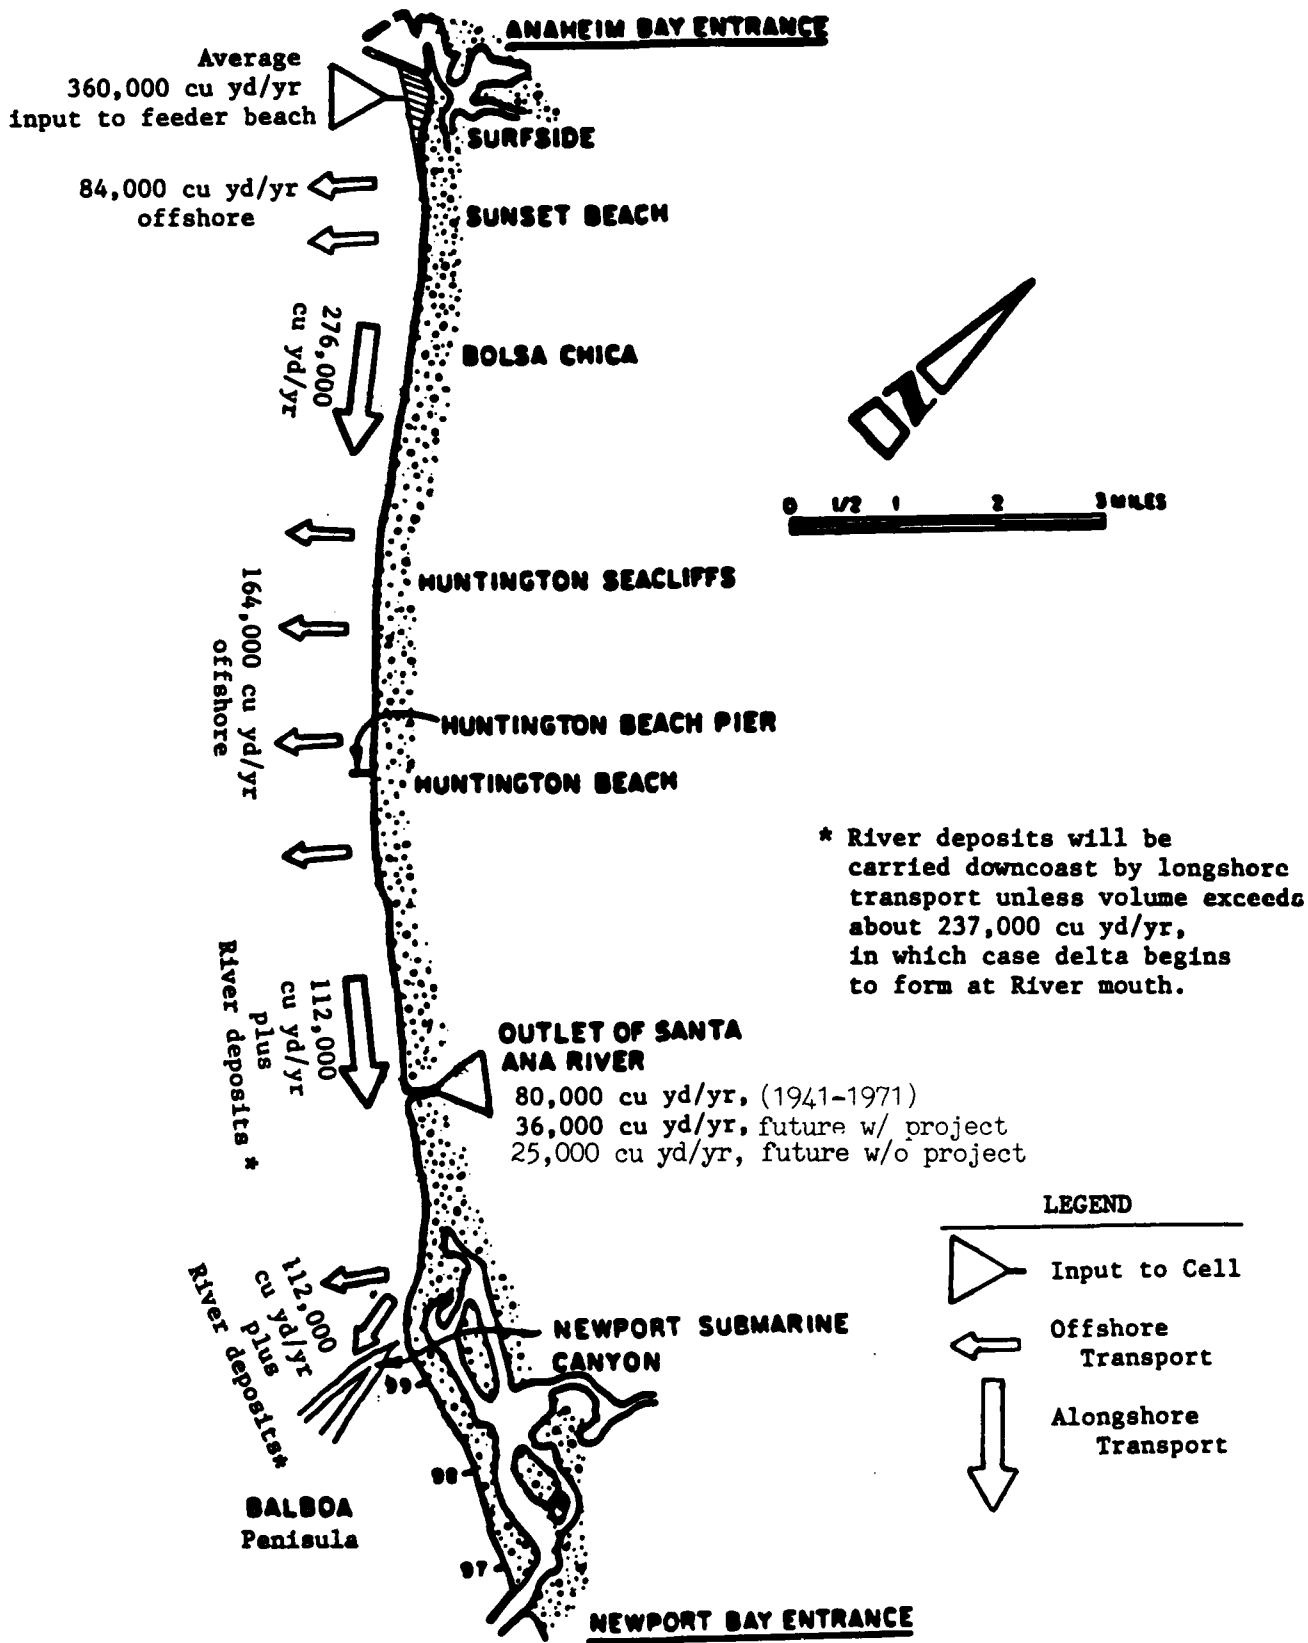 ANAHEIM BAY ENTRANCE
Average
360,000 cu yd/yr
input to feeder beach
SURFSIDE
84,000 cu yd/yr
offshore
SUNSET BEACH
276,000
cu yd/yr
BOLSA CHICA
N
0 1/2 1 2 3 MILES
HUNTINGTON SEACLIFFS
164,000 cu yd/yr
offshore
HUNTINGTON BEACH PIER
HUNTINGTON BEACH
* River deposits will be
carried downcoast by longshore
transport unless volume exceeds
about 237,000 cu yd/yr,
in which case delta begins
to form at River mouth.
112,000
cu yd/yr
plus
River deposits *
OUTLET OF SANTA
ANA RIVER
80,000 cu yd/yr, (1941-1971)
36,000 cu yd/yr, future w/ project
25,000 cu yd/yr, future w/o project
LEGEND
Input to Cell
Offshore
Transport
Alongshore
Transport
112,000
cu yd/yr
plus
River deposits*
NEWPORT SUBMARINE
CANYON
99
98
97
BALBOA
Penisula
NEWPORT BAY ENTRANCE